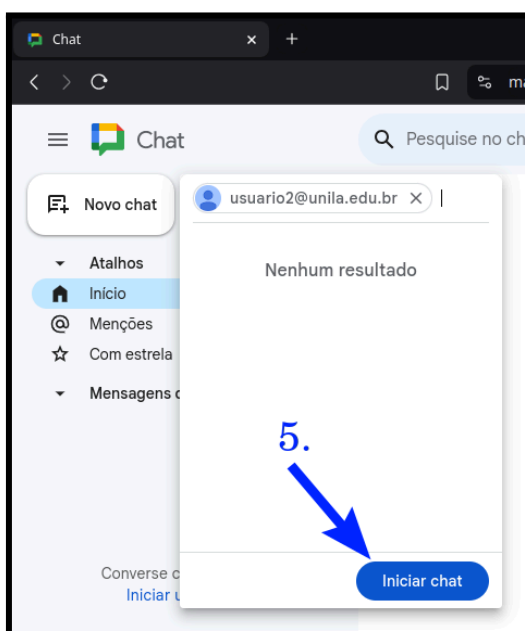 Chat
ma
Chat
Pesquise no ch
Novo chat
usuario2@unila.edu.br
Atalhos
Nenhum resultado
Início
Menções
Com estrela
Mensagens d
5.
Converse c
Iniciar u
Iniciar chat